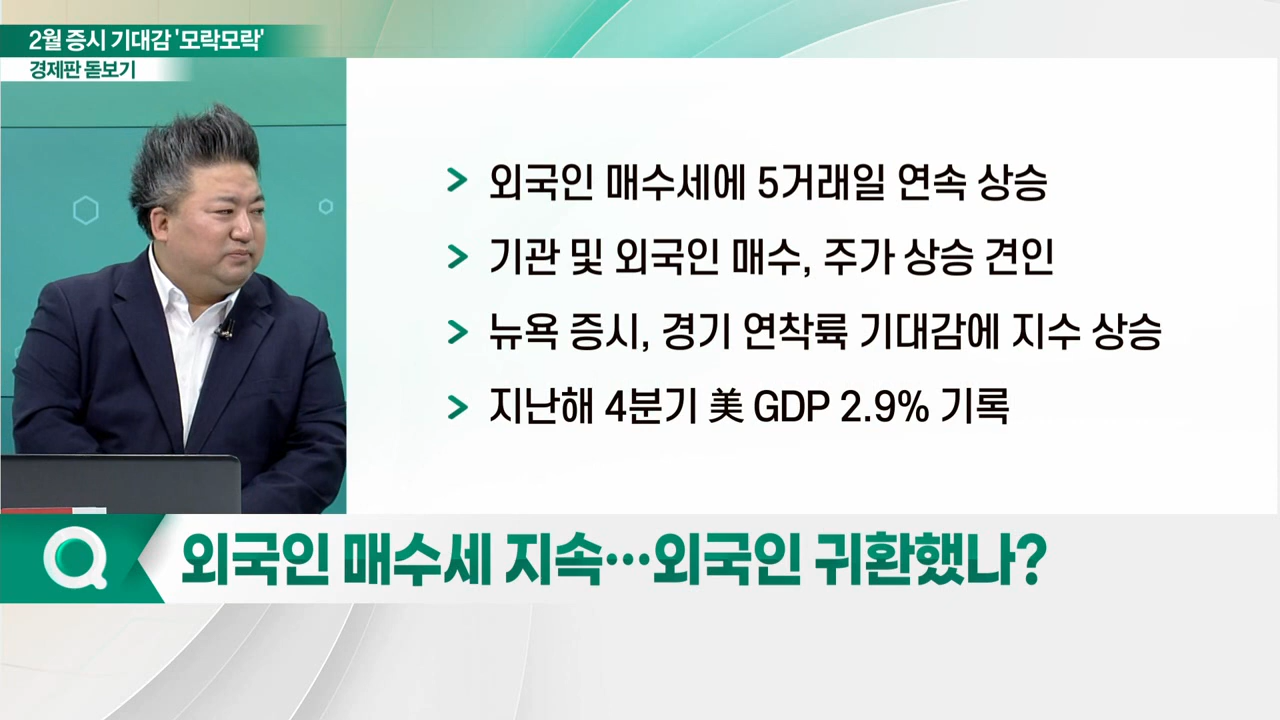 2월 증시 기대감 '모락모락'
경제판 돋보기
> 외국인 매수세에 5거래일 연속 상승
> 기관 및 외국인 매수, 주가 상승 견인
> 뉴욕 증시, 경기 연착륙 기대감에 지수 상승
> 지난해 4분기 美 GDP 2.9% 기록
외국인 매수세 지속…외국인 귀환했나?